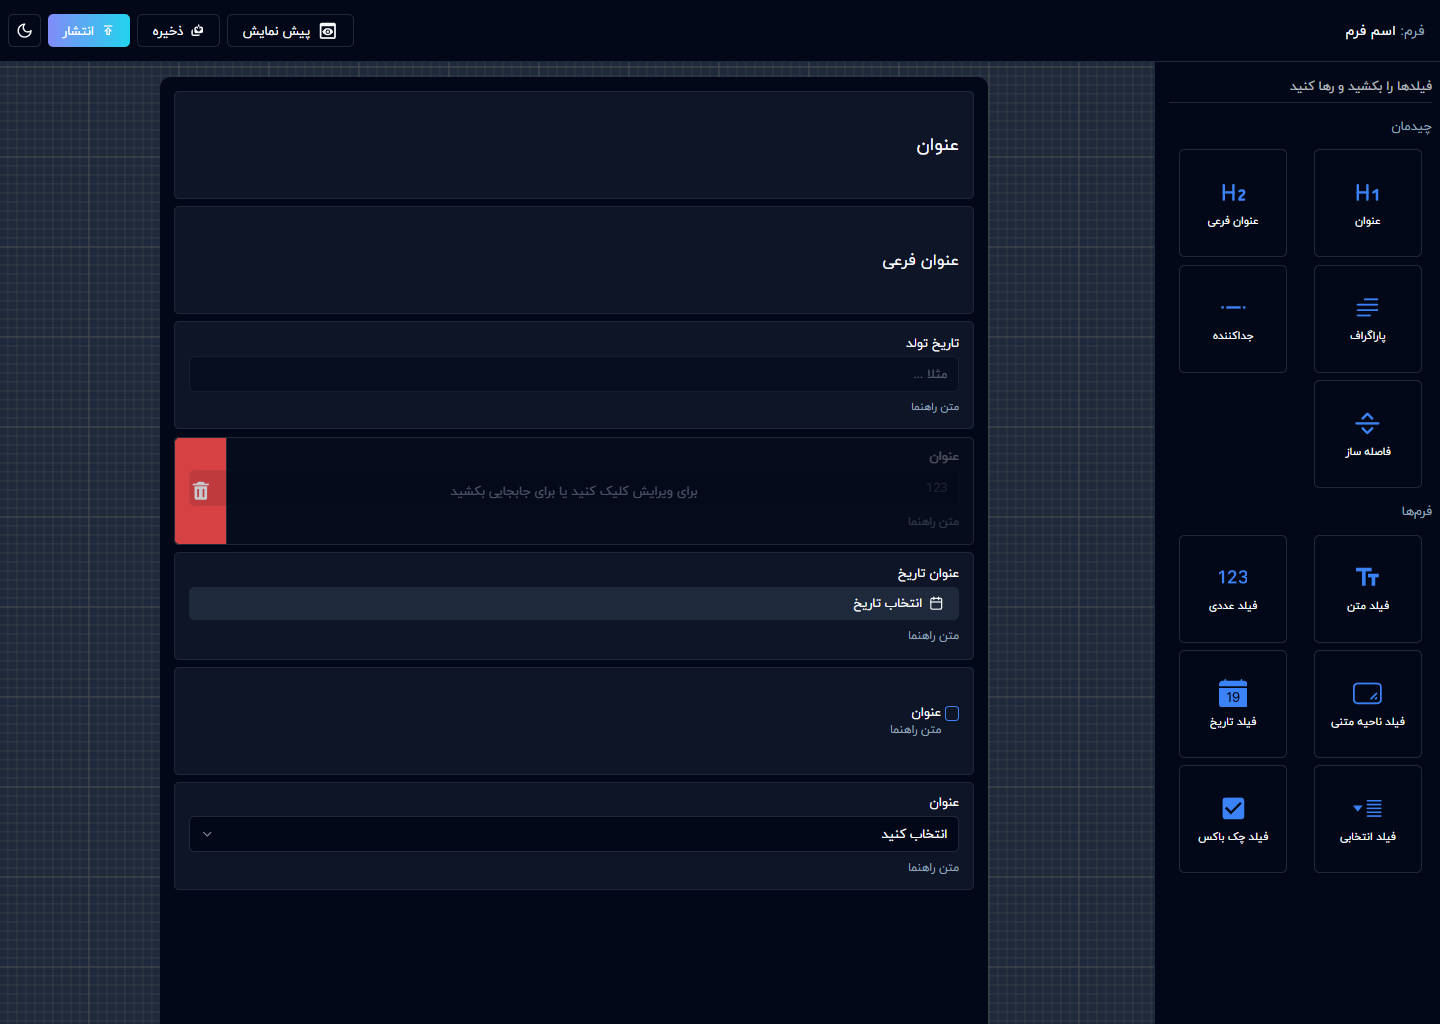 فرم: اسم فرم
پیش نمایش
ذخیره
انتشار
فیلدها را بکشید و رها کنید
چیدمان
H1
عنوان
H2
عنوان فرعی
پاراگراف
جداکننده
فاصله ساز
فرم‌ها
فیلد متن
123
فیلد عددی
فیلد ناحیه متنی
19
فیلد تاریخ
فیلد انتخابی
فیلد چک باکس
عنوان
عنوان فرعی
تاریخ تولد
مثلا ...
متن راهنما
عنوان
123
برای ویرایش کلیک کنید یا برای جابجایی بکشید
متن راهنما
عنوان تاریخ
انتخاب تاریخ
متن راهنما
عنوان
متن راهنما
عنوان
انتخاب کنید
متن راهنما